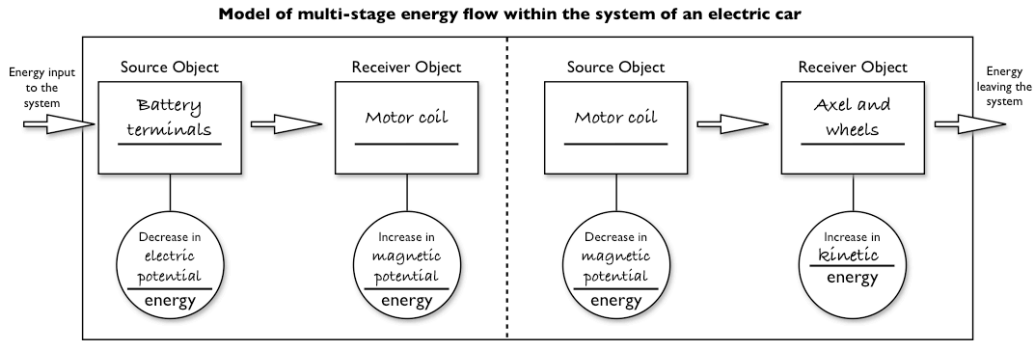 Model of multi-stage energy flow within the system of an electric car
Energy input
to the
system
Source Object
Battery
terminals
Decrease in
electric
potential
energy
Receiver Object
Motor coil
Increase in
magnetic
potential
energy
Source Object
Motor coil
Decrease in
magnetic
potential
energy
Receiver Object
Axel and
wheels
Increase in
kinetic
energy
Energy
leaving the
system